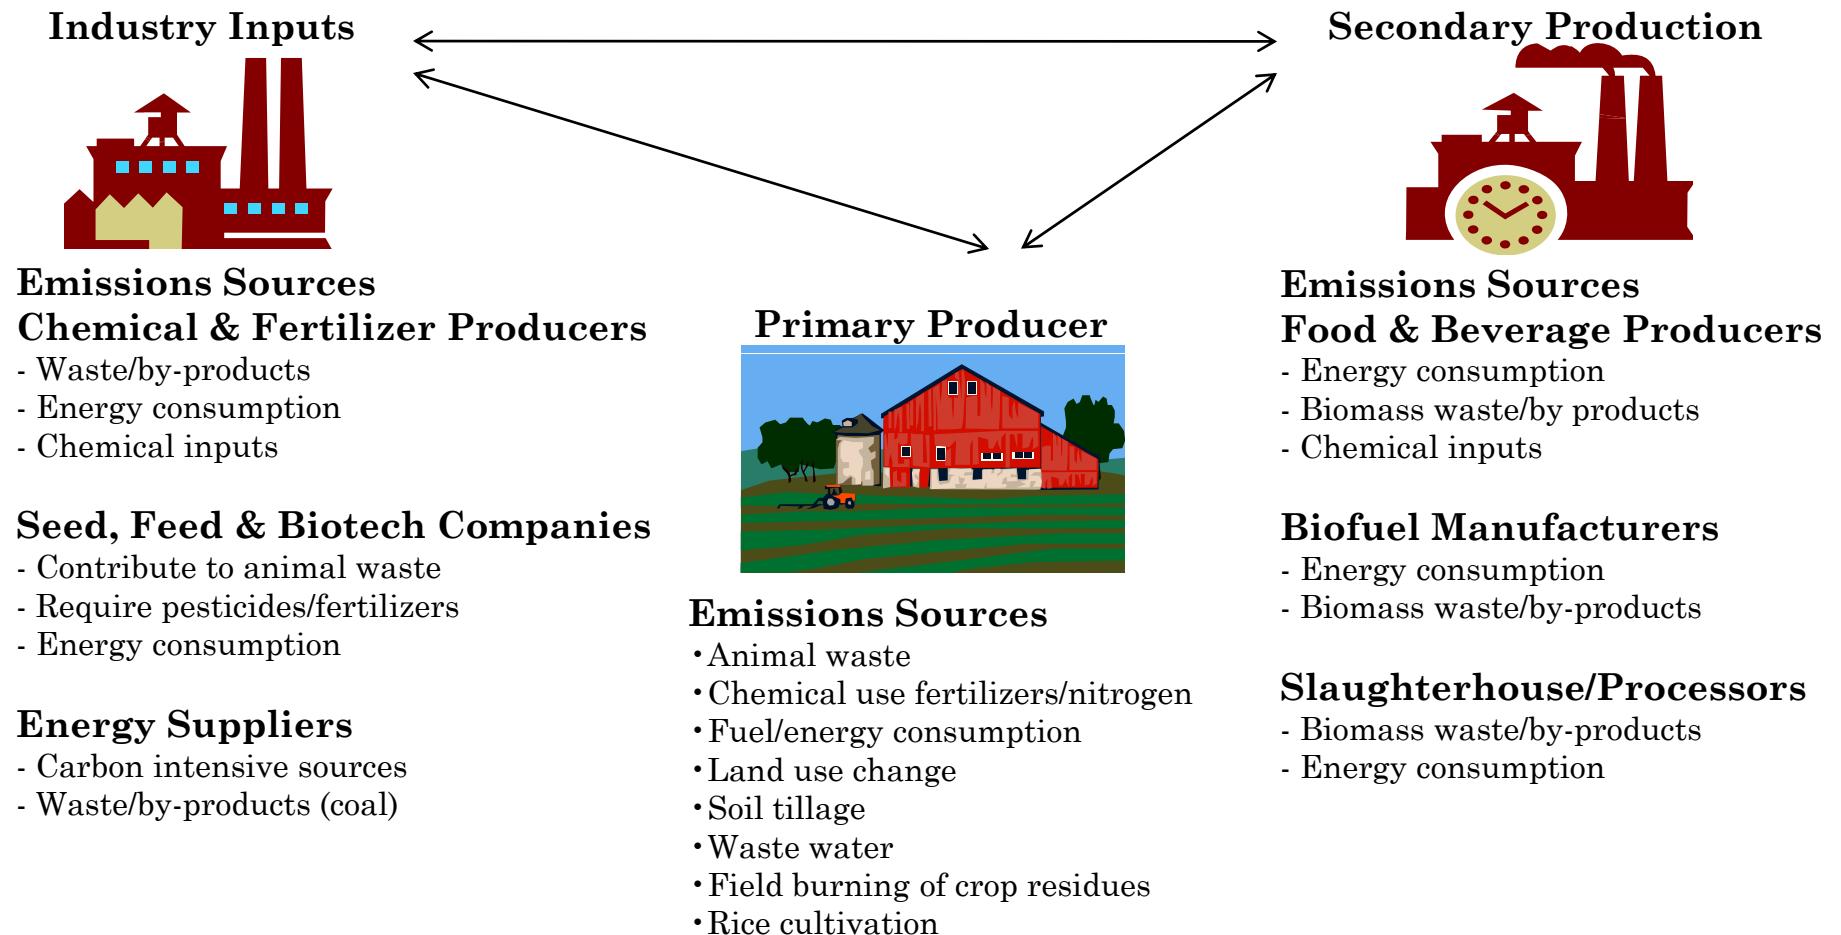 Industry Inputs
Emissions Sources
Chemical & Fertilizer Producers
- Waste/by-products
- Energy consumption
- Chemical inputs
Seed, Feed & Biotech Companies
- Contribute to animal waste
- Require pesticides/fertilizers
- Energy consumption
Energy Suppliers
- Carbon intensive sources
- Waste/by-products (coal)
Primary Producer
Emissions Sources
•Animal waste
•Chemical use fertilizers/nitrogen
•Fuel/energy consumption
•Land use change
•Soil tillage
•Waste water
•Field burning of crop residues
•Rice cultivation
Secondary Production
Emissions Sources
Food & Beverage Producers
- Energy consumption
- Biomass waste/by products
- Chemical inputs
Biofuel Manufacturers
- Energy consumption
- Biomass waste/by-products
Slaughterhouse/Processors
- Biomass waste/by-products
- Energy consumption